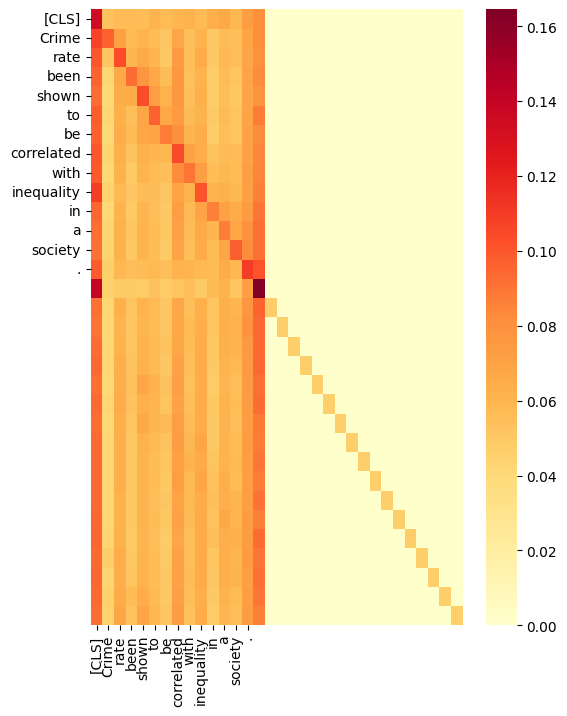 [CLS]
Crime
rate
been
shown
to
be
correlated
with
inequality
in
a
society
.
0.16
0.14
0.12
0.10
0.08
0.06
0.04
0.02
0.00
[CLS]
Crime
rate
been
shown
to
be
correlated
with
inequality
in
a
society
.